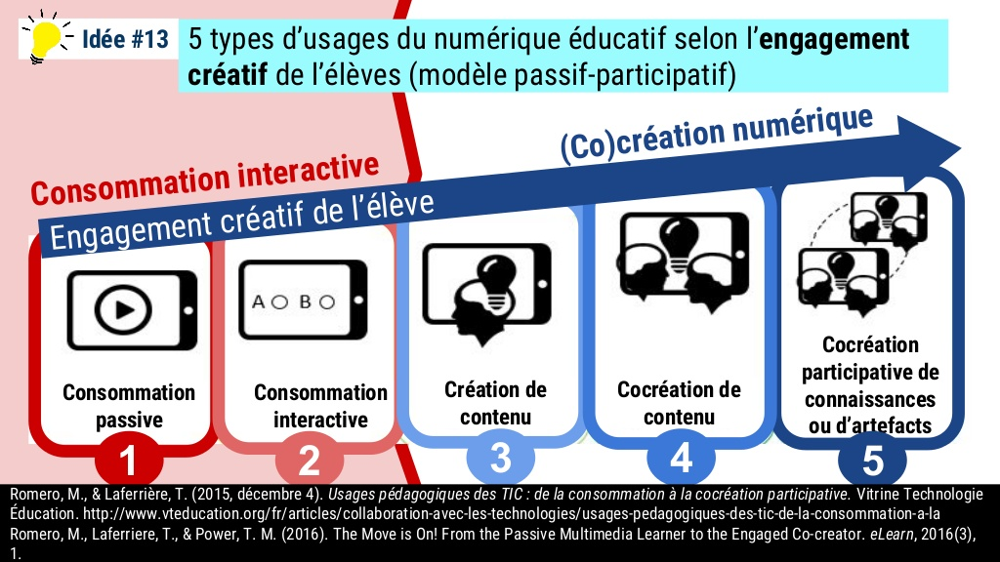 Idée #13
5 types d’usages du numérique éducatif selon l’engagement
créatif de l’élèves (modèle passif-participatif)
(Co)création numérique
Consommation interactive
Engagement créatif de l’élève
A O B O
Consommation
passive
Consommation
interactive
Création de
contenu
Cocréation de
contenu
Cocréation
participative de
connaissances
ou d’artefacts
1
2
3
4
5
Romero, M., & Laferrière, T. (2015, décembre 4). Usages pédagogiques des TIC : de la consommation à la cocréation participative. Vitrine Technologie
Éducation. http://www.vteducation.org/fr/articles/collaboration-avec-les-technologies/usages-pedagogiques-des-tic-de-la-consommation-a-la
Romero, M., Laferriere, T., & Power, T. M. (2016). The Move is On! From the Passive Multimedia Learner to the Engaged Co-creator. eLearn, 2016(3),
1.